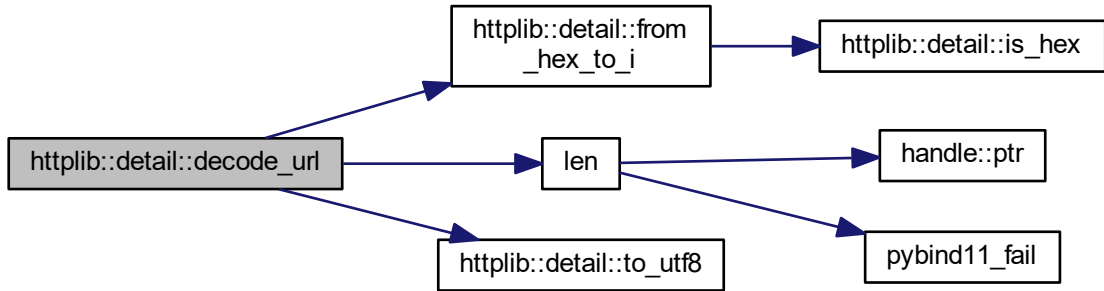 httplib::detail::from
_hex_to_i
httplib::detail::is_hex
httplib::detail::decode_url
len
handle::ptr
httplib::detail::to_utf8
pybind11_fail